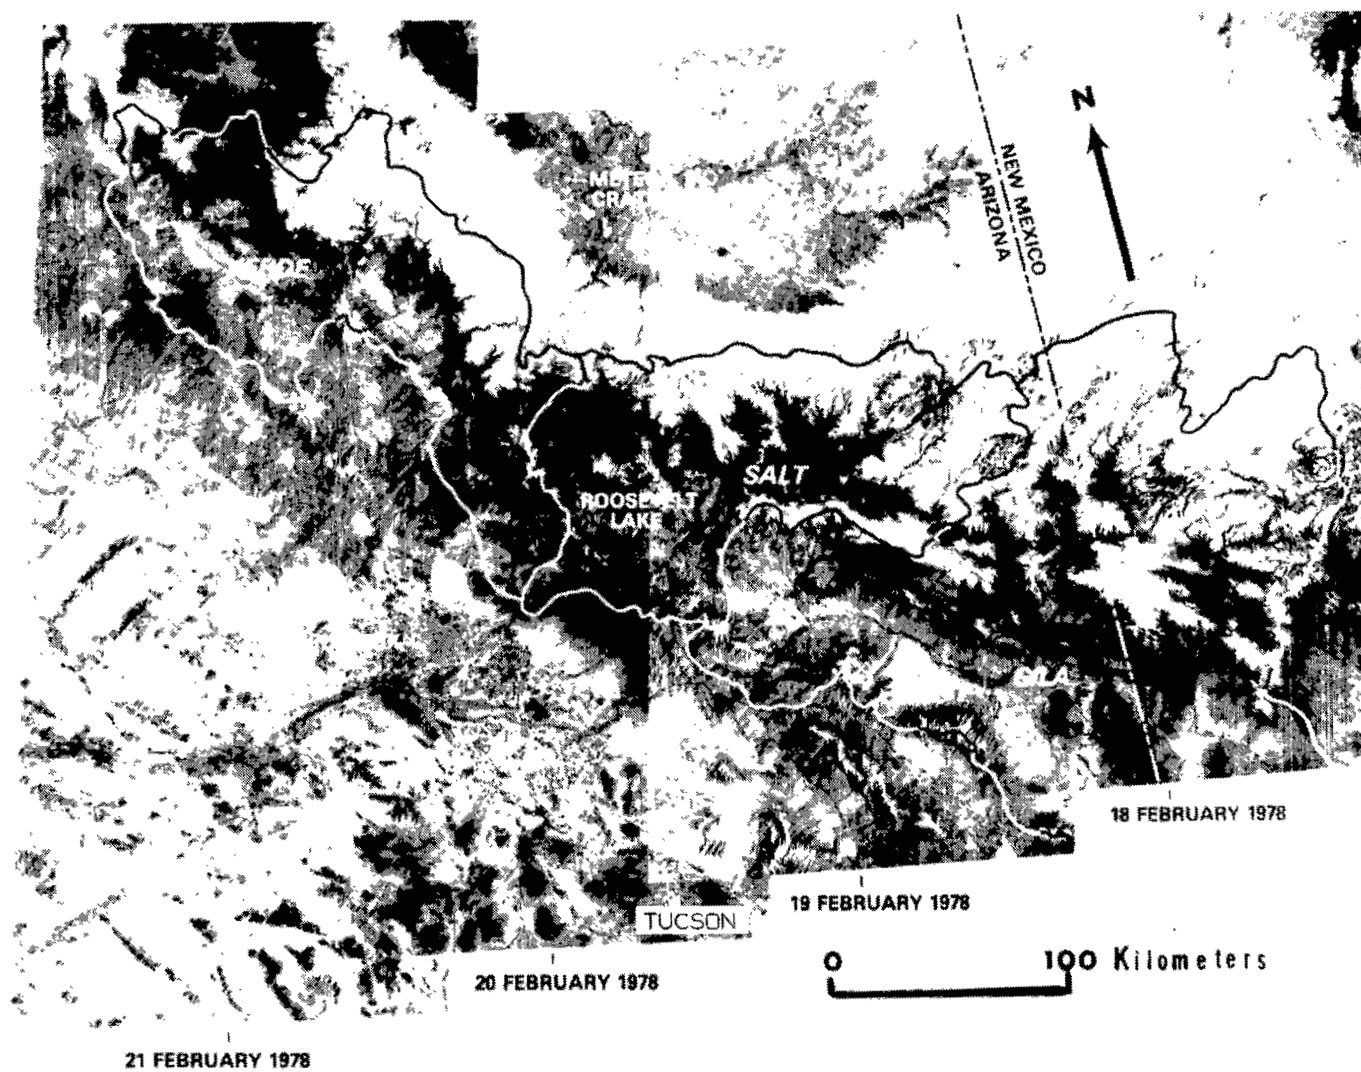 N
NEW MEXICO
ARIZONA
SALT
ROOSEVELT
LAKE
18 FEBRUARY 1978
19 FEBRUARY 1978
TUCSON
20 FEBRUARY 1978
0 100 Kilometers
21 FEBRUARY 1978